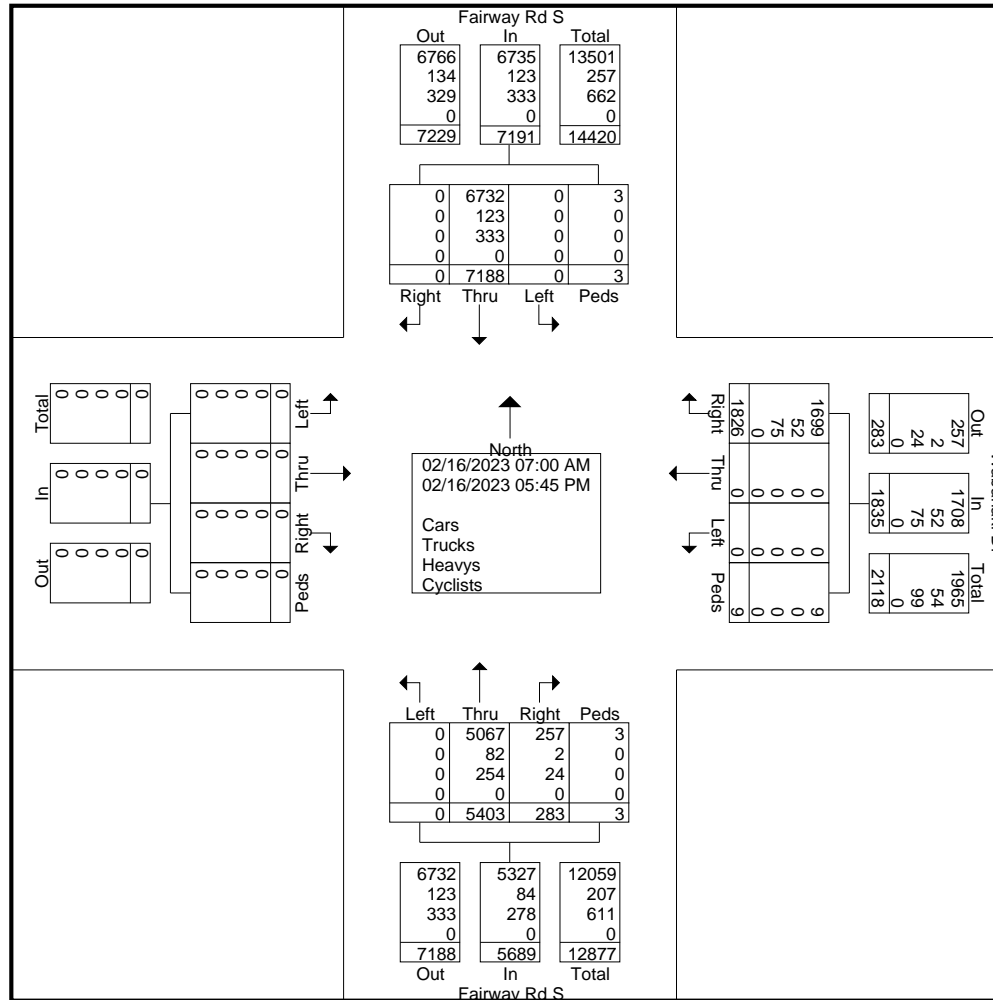 Fairway Rd S
Out In Total
6766 6735 13501
134 123 257
329 333 662
0 0 0
7229 7191 14420
0 6732 0 3
0 123 0 0
0 333 0 0
0 0 0 0
0 7188 0 3
Right Thru Left Peds
Total
0 0 0 0 0
In
0 0 0 0 0
Out
0 0 0 0 0
Left
0 0 0 0 0
Thru
0 0 0 0 0
Right
0 0 0 0 0
Peds
0 0 0 0 0
North
02/16/2023 07:00 AM
02/16/2023 05:45 PM
Cars
Trucks
Heavys
Cyclists
Right
1699 52 75 0 1826
Thru
0 0 0 0 0
Left
0 0 0 0 0
Peds
9 0 0 0 9
Out
257 2 24 0 283
In
1708 52 75 0 1835
Total
1965 54 99 0 2118
Left Thru Right Peds
0 5067 257 3
0 82 2 0
0 254 24 0
0 0 0 0
0 5403 283 3
6732 5327 12059
123 84 207
333 278 611
0 0 0
7188 5689 12877
Out In Total
Fairway Rd S